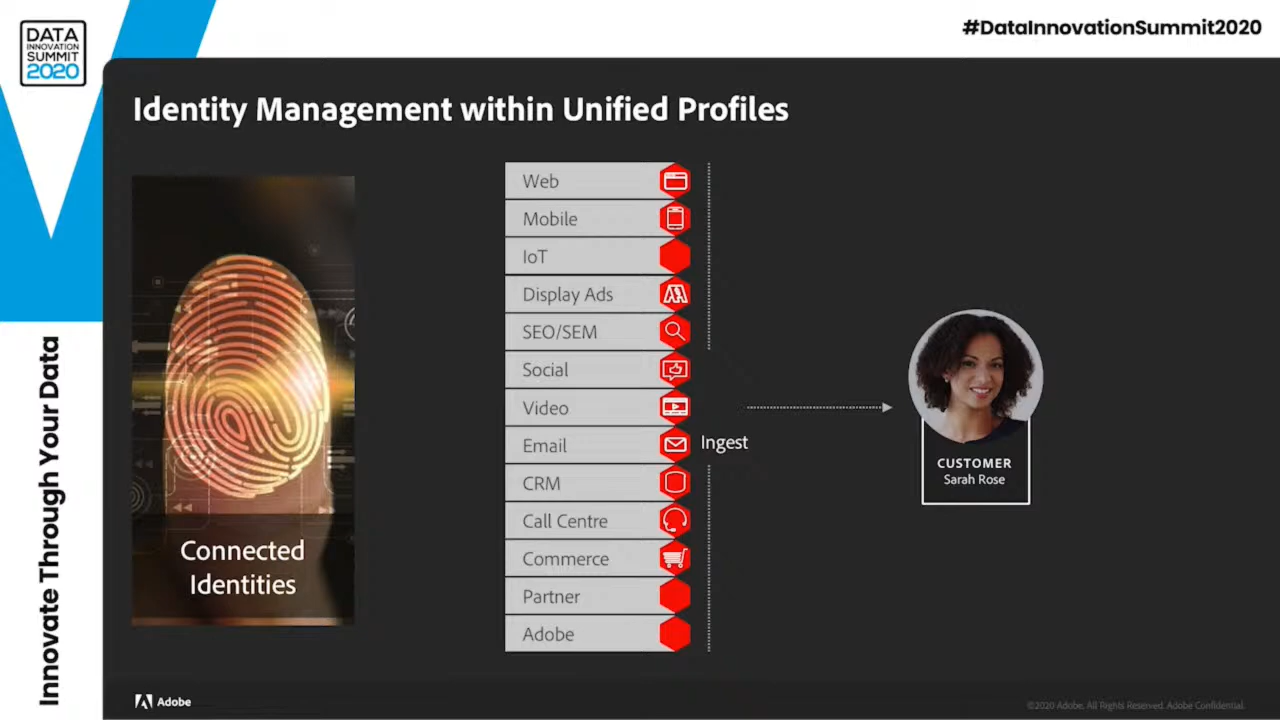 DATA
INNOVATION
SUMMIT
2020
#DataInnovationSummit2020
Innovate Through Your Data
Identity Management within Unified Profiles
Connected
Identities
Web
Mobile
IoT
Display Ads
SEO/SEM
Social
Video
Email
CRM
Call Centre
Commerce
Partner
Adobe
Ingest
CUSTOMER
Sarah Rose
Adobe
©2020 Adobe. All Rights Reserved. Adobe Confidential.